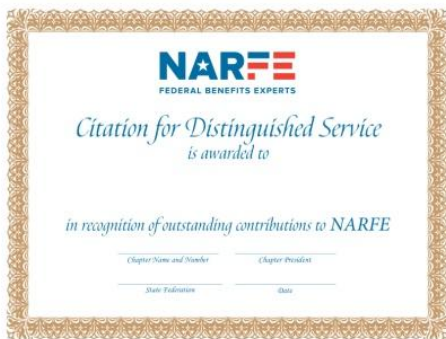 NARFE
FEDERAL BENEFITS EXPERTS
Citation for Distinguished Service
is awarded to
in recognition of outstanding contributions to NARFE
Chapter Name and Number Chapter President
State Federation Date